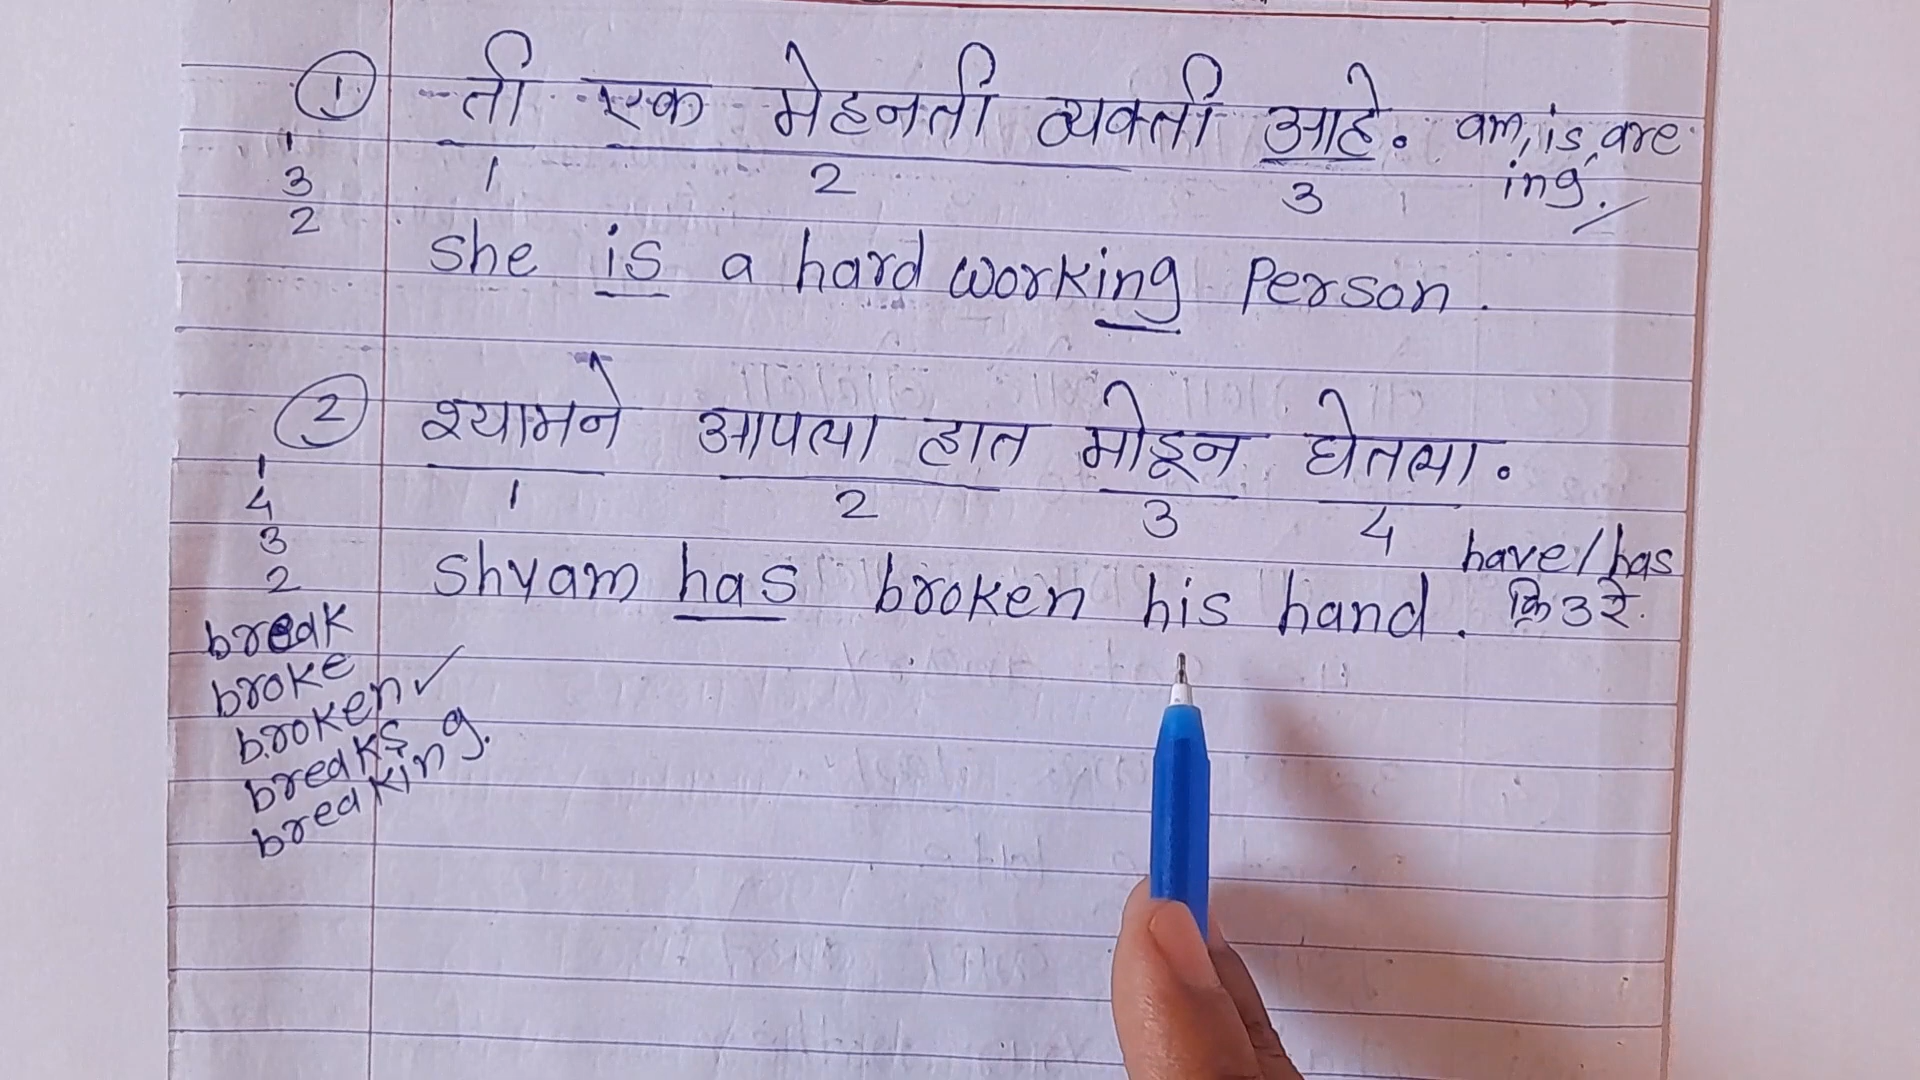 ① ती एक मेहनती व्यक्ती आहे. am, is, are
1 2 3 ing.
1
3
2
She is a hard working Person.
② श्यामने आपला हात मोडून घेतला.
1 2 3 4 have/has
1
4
3
2
Shyam has broken his hand. क्रि 3 रे.
break
broke
broken ✓
breaks
breaking.